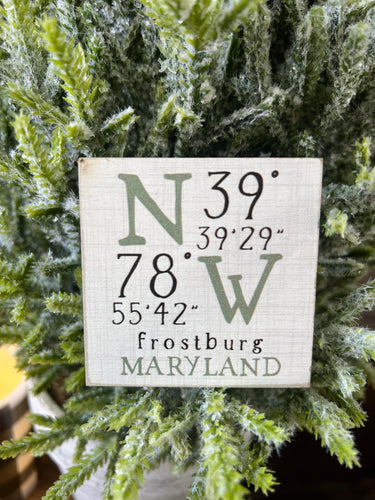 N 39°
39'29"
78° W
55'42"
frostburg
MARYLAND